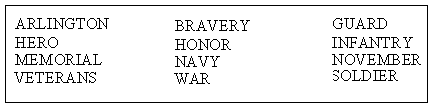 ARLINGTON BRAVERY GUARD
HERO HONOR INFANTRY
MEMORIAL NAVY NOVEMBER
VETERANS WAR SOLDIER